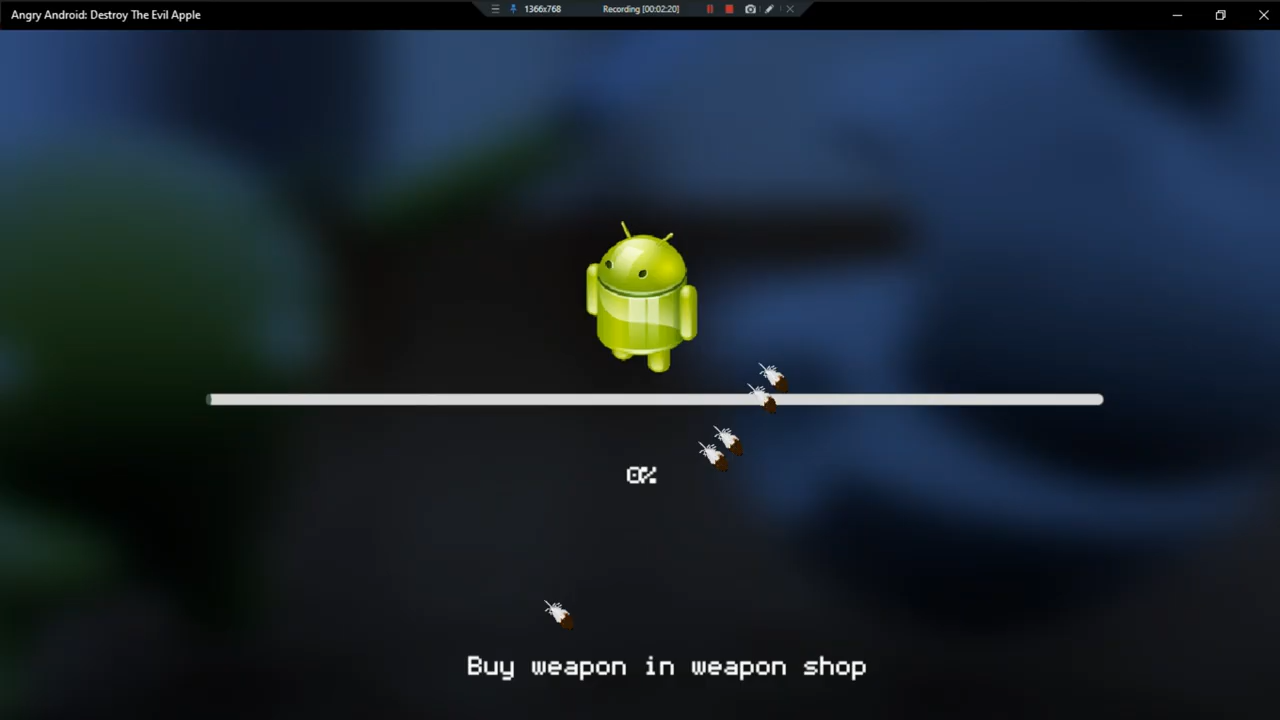 Angry Android: Destroy The Evil Apple
1366x768
Recording [00:02:20]
0%
Buy weapon in weapon shop